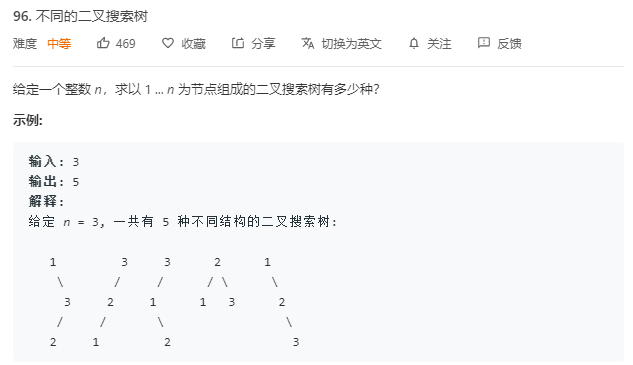 96. 不同的二叉搜索树
难度 中等 469 收藏 分享 切换为英文 关注 反馈
给定一个整数 n，求以 1 ... n 为节点组成的二叉搜索树有多少种？
示例:
输入: 3
输出: 5
解释:
给定 n = 3, 一共有 5 种不同结构的二叉搜索树:
   1         3     3      2      1
    \       /     /      / \      \
     3     2     1      1   3      2
    /     /       \                 \
   2     1         2                 3